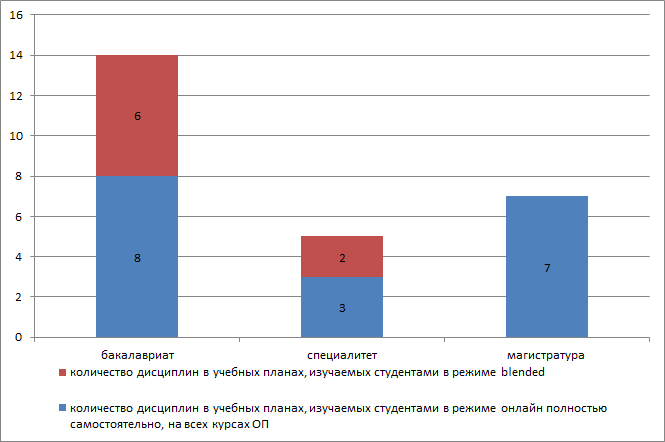 16
14
12
10
8
6
4
2
0
6
8
2
3
7
бакалавриат
специалитет
магистратура
количество дисциплин в учебных планах, изучаемых студентами в режиме blended
количество дисциплин в учебных планах, изучаемых студентами в режиме онлайн полностью
самостоятельно, на всех курсах ОП